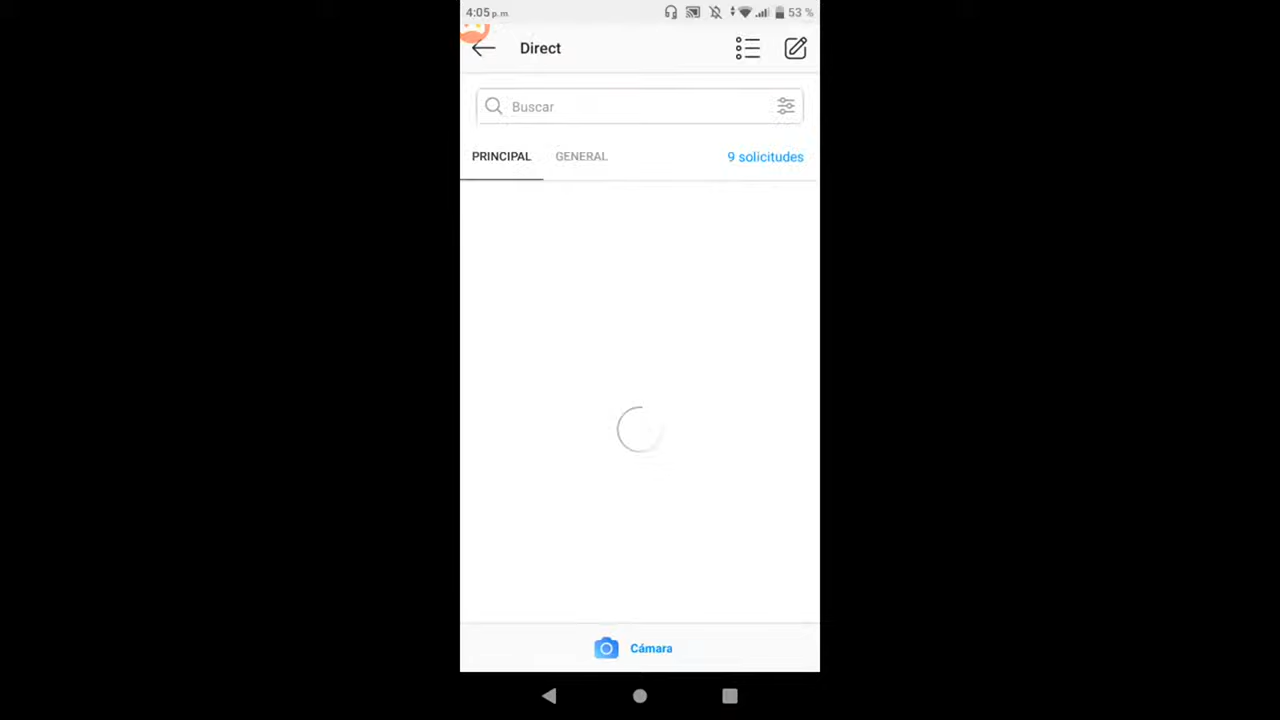 4:05 p.m. 53 %
Direct
Buscar
PRINCIPAL GENERAL 9 solicitudes
Cámara